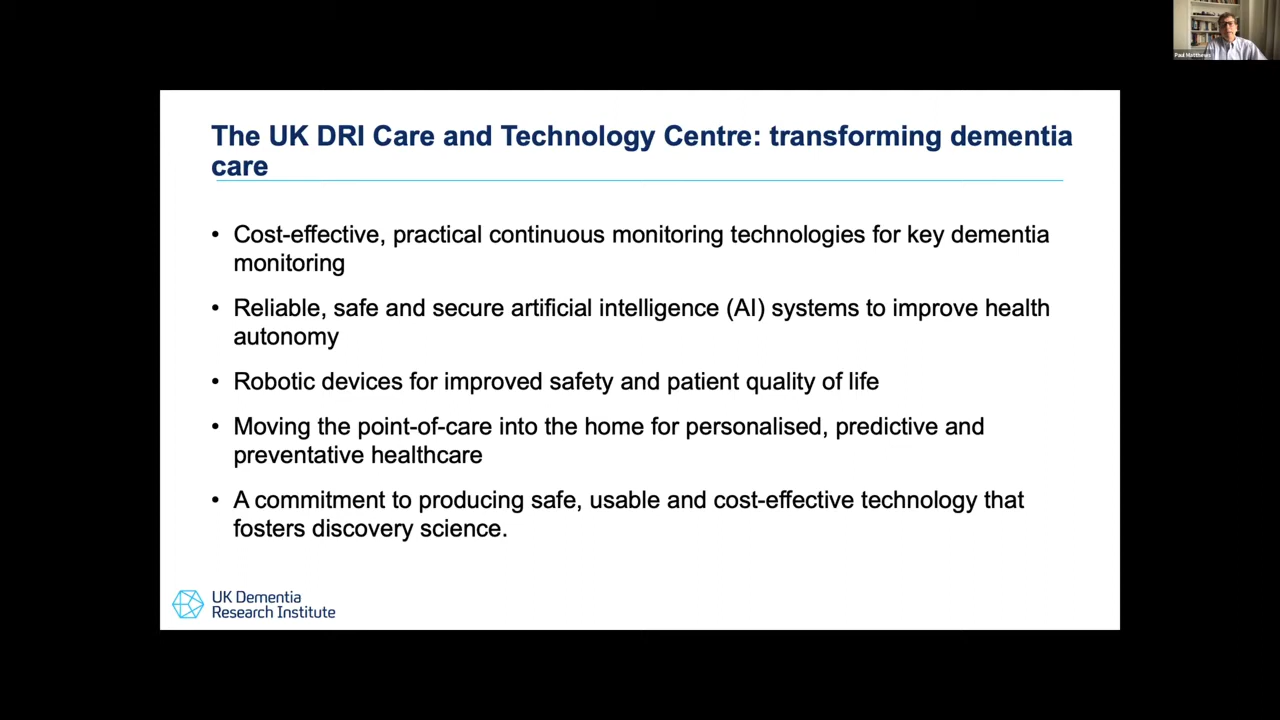 Paul Matthews
The UK DRI Care and Technology Centre: transforming dementia
care
• Cost-effective, practical continuous monitoring technologies for key dementia
monitoring
• Reliable, safe and secure artificial intelligence (AI) systems to improve health
autonomy
• Robotic devices for improved safety and patient quality of life
• Moving the point-of-care into the home for personalised, predictive and
preventative healthcare
• A commitment to producing safe, usable and cost-effective technology that
fosters discovery science.
UK Dementia
Research Institute